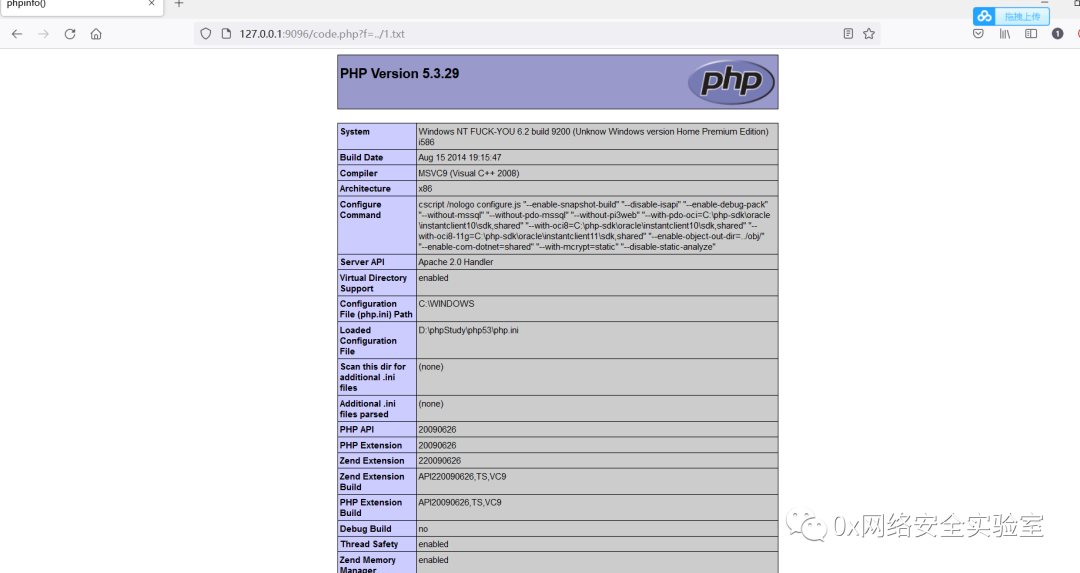 phpinfo()
拖拽上传
127.0.0.1:9096/code.php?f=../1.txt
1
PHP Version 5.3.29
php
System
Windows NT FUCK-YOU 6.2 build 9200 (Unknow Windows version Home Premium Edition)
i586
Build Date
Aug 15 2014 19:15:47
Compiler
MSVC9 (Visual C++ 2008)
Architecture
x86
Configure
Command
cscript /nologo configure.js "--enable-snapshot-build" "--disable-isapi" "--enable-debug-pack"
"--without-mssql" "--without-pdo-mssql" "--without-pi3web" "--with-pdo-oci=C:\php-sdk\oracle
\instantclient10\sdk,shared" "--with-oci8=C:\php-sdk\oracle\instantclient10\sdk,shared" "--
with-oci8-11g=C:\php-sdk\oracle\instantclient11\sdk,shared" "--enable-object-out-dir=../obj/"
"--enable-com-dotnet=shared" "--with-mcrypt=static" "--disable-static-analyze"
Server API
Apache 2.0 Handler
Virtual Directory
Support
enabled
Configuration
File (php.ini) Path
C:\WINDOWS
Loaded
Configuration
File
D:\phpStudy\php53\php.ini
Scan this dir for
additional .ini
files
(none)
Additional .ini
files parsed
(none)
PHP API
20090626
PHP Extension
20090626
Zend Extension
220090626
Zend Extension
Build
API220090626,TS,VC9
PHP Extension
Build
API20090626,TS,VC9
Debug Build
no
Thread Safety
enabled
Zend Memory
Manager
enabled
0x网络安全实验室